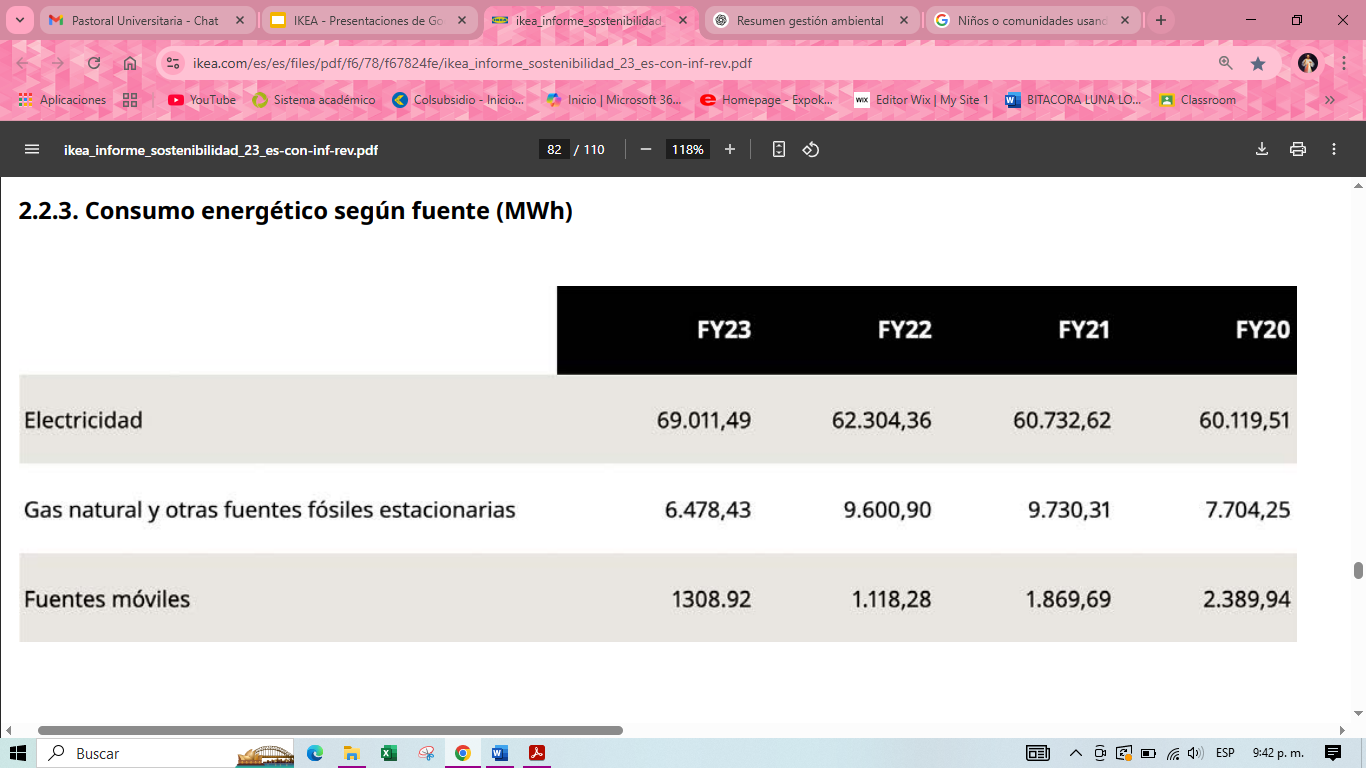 Pastoral Universitaria - Chat
IKEA - Presentaciones de Go
ikea_informe_sostenibilidad_
Resumen gestión ambiental
Niños o comunidades usand
ikea.com/es/es/files/pdf/f6/78/f67824fe/ikea_informe_sostenibilidad_23_es-con-inf-rev.pdf
Aplicaciones
YouTube
Sistema académico
Colsubsidio - Inicio...
Inicio | Microsoft 36...
Homepage - Expok...
WIX Editor Wix | My Site 1
BITACORA LUNA LO...
Classroom
ikea_informe_sostenibilidad_23_es-con-inf-rev.pdf
82 / 110
118%
2.2.3. Consumo energético según fuente (MWh)
FY23 FY22 FY21 FY20
Electricidad 69.011,49 62.304,36 60.732,62 60.119,51
Gas natural y otras fuentes fósiles estacionarias 6.478,43 9.600,90 9.730,31 7.704,25
Fuentes móviles 1308.92 1.118,28 1.869,69 2.389,94
Buscar
ESP
9:42 p. m.